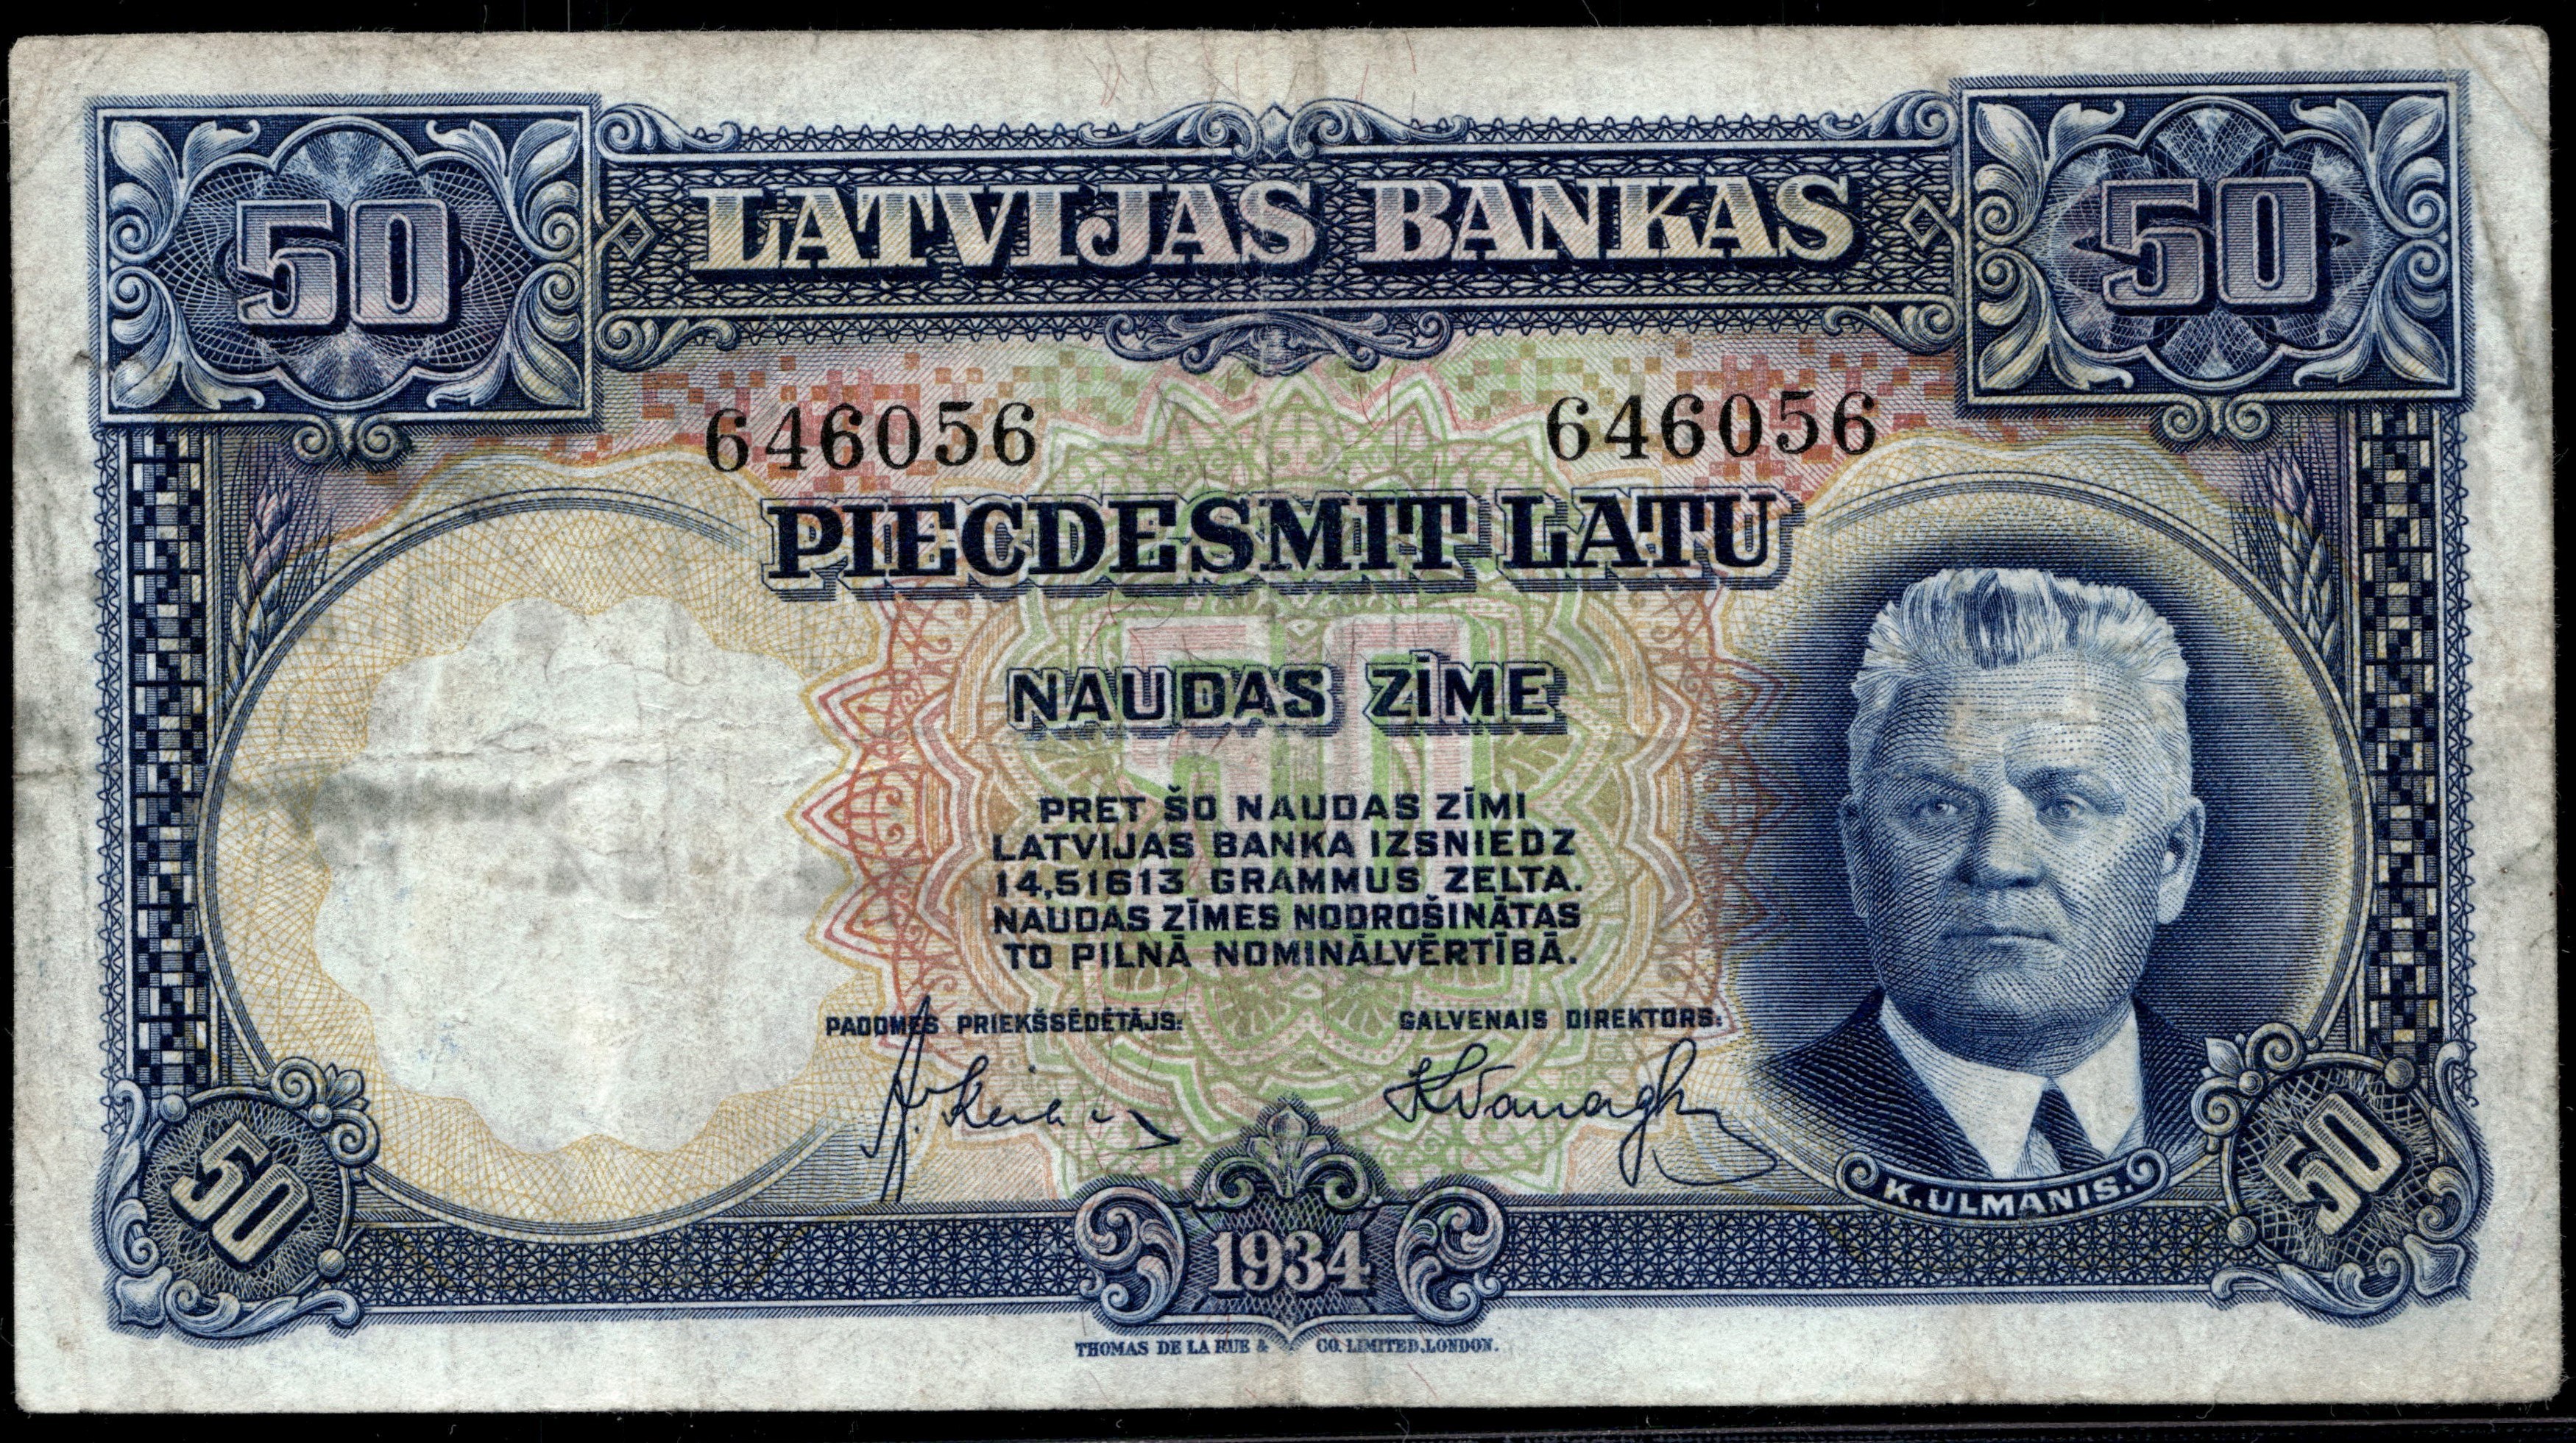 50 LATVIJAS BANKAS 50
646056 646056
PIECDESMIT LATU
50
NAUDAS ZĪME
PRET ŠO NAUDAS ZĪMI
LATVIJAS BANKA IZSNIEDZ
14,51613 GRAMMUS ZELTA.
NAUDAS ZĪMES NODROŠINĀTAS
TO PILNĀ NOMINĀLVĒRTĪBĀ.
PADOMES PRIEKŠSĒDĒTĀJS: GALVENAIS DIREKTORS:
K.ULMANIS.
50 1934 50
THOMAS DE LA RUE & CO. LIMITED, LONDON.